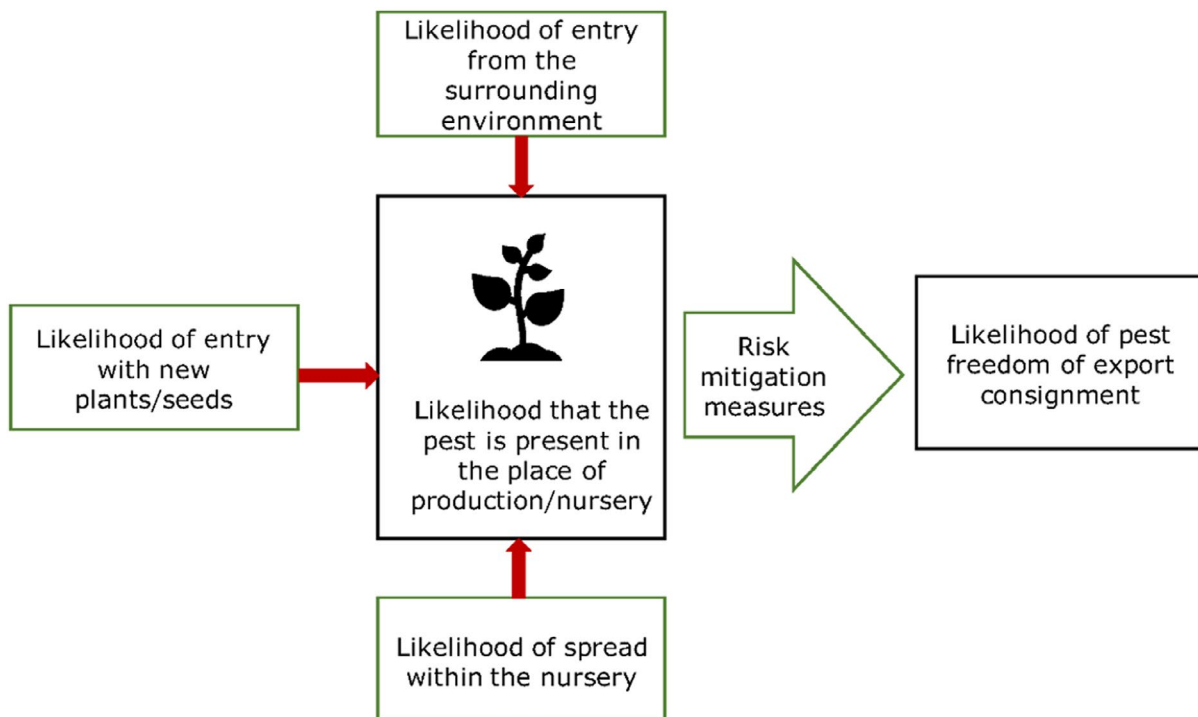 Likelihood of entry
from the
surrounding
environment
Likelihood of entry
with new
plants/seeds
Likelihood that the
pest is present in
the place of
production/nursery
Risk
mitigation
measures
Likelihood of pest
freedom of export
consignment
Likelihood of spread
within the nursery